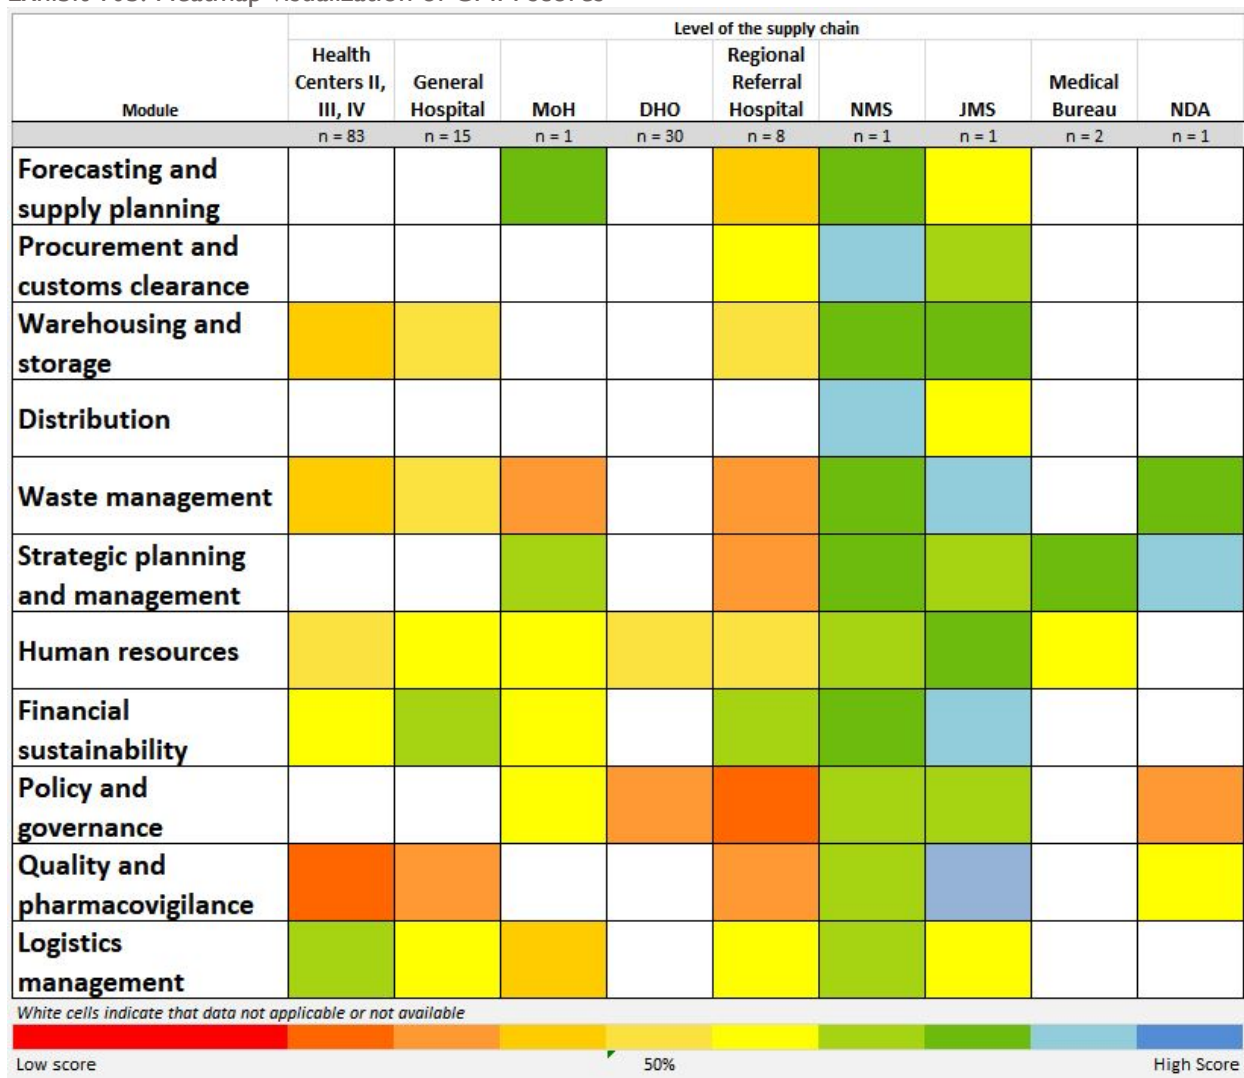 Level of the supply chain
Module
Health
Centers II,
III, IV
General
Hospital
MoH
DHO
Regional
Referral
Hospital
NMS
JMS
Medical
Bureau
NDA
n = 83
n = 15
n = 1
n = 30
n = 8
n = 1
n = 1
n = 2
n = 1
Forecasting and
supply planning
Procurement and
customs clearance
Warehousing and
storage
Distribution
Waste management
Strategic planning
and management
Human resources
Financial
sustainability
Policy and
governance
Quality and
pharmacovigilance
Logistics
management
White cells indicate that data not applicable or not available
Low score
50%
High Score